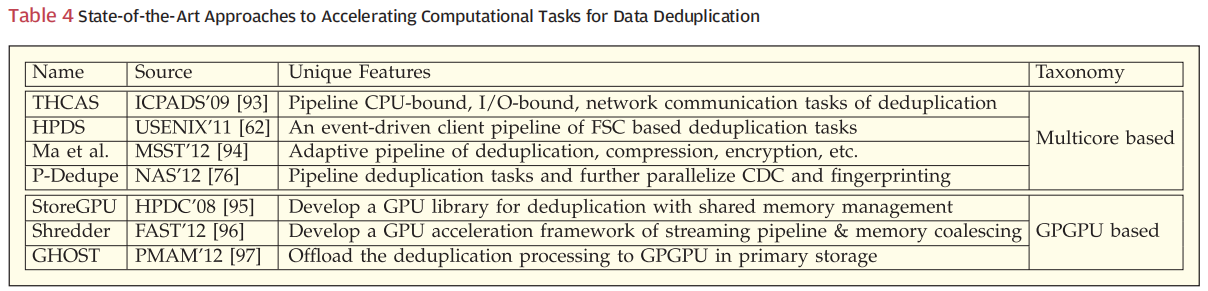 Table 4 State-of-the-Art Approaches to Accelerating Computational Tasks for Data Deduplication
Name Source Unique Features Taxonomy
THCAS ICPADS'09 [93] Pipeline CPU-bound, I/O-bound, network communication tasks of deduplication
HPDS USENIX'11 [62] An event-driven client pipeline of FSC based deduplication tasks
Multicore based
Ma et al. MSST'12 [94] Adaptive pipeline of deduplication, compression, encryption, etc.
P-Dedupe NAS'12 [76] Pipeline deduplication tasks and further parallelize CDC and fingerprinting
StoreGPU HPDC'08 [95] Develop a GPU library for deduplication with shared memory management
Shredder FAST'12 [96] Develop a GPU acceleration framework of streaming pipeline & memory coalescing GPGPU based
GHOST PMAM'12 [97] Offload the deduplication processing to GPGPU in primary storage